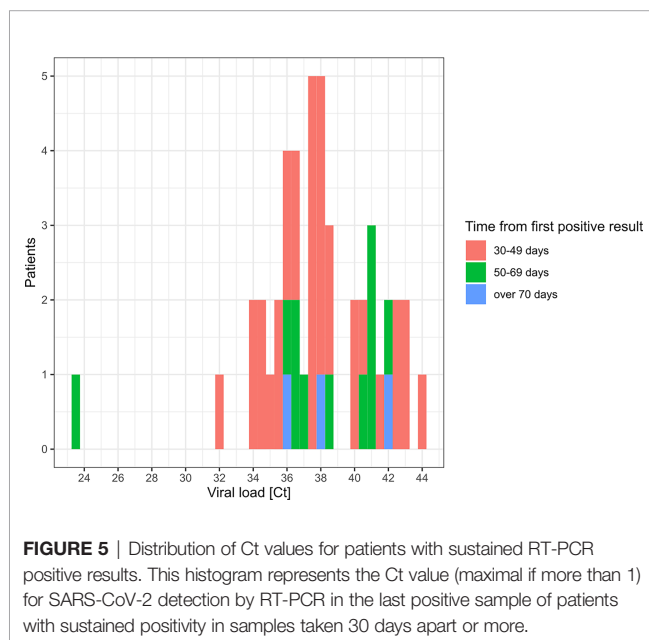 5
4
3
2
1
0
Patients
24 26 28 30 32 34 36 38 40 42 44
Viral load [Ct]
Time from first positive result
30-49 days
50-69 days
over 70 days
FIGURE 5 | Distribution of Ct values for patients with sustained RT-PCR
positive results. This histogram represents the Ct value (maximal if more than 1)
for SARS-CoV-2 detection by RT-PCR in the last positive sample of patients
with sustained positivity in samples taken 30 days apart or more.